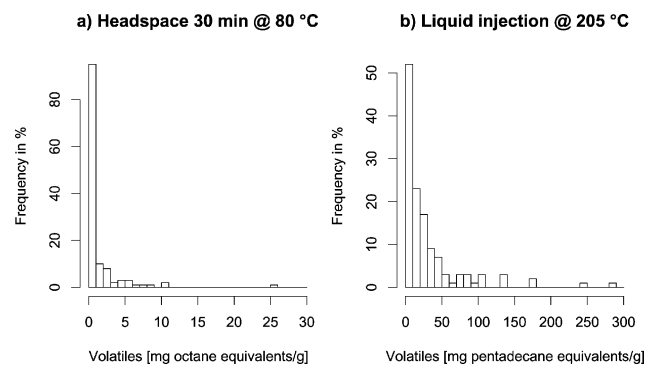 a) Headspace 30 min @ 80 °C
Frequency in %
0 20 40 60 80
0 5 10 15 20 25 30
Volatiles [mg octane equivalents/g]
b) Liquid injection @ 205 °C
Frequency in %
0 10 20 30 40 50
0 50 100 150 200 250 300
Volatiles [mg pentadecane equivalents/g]